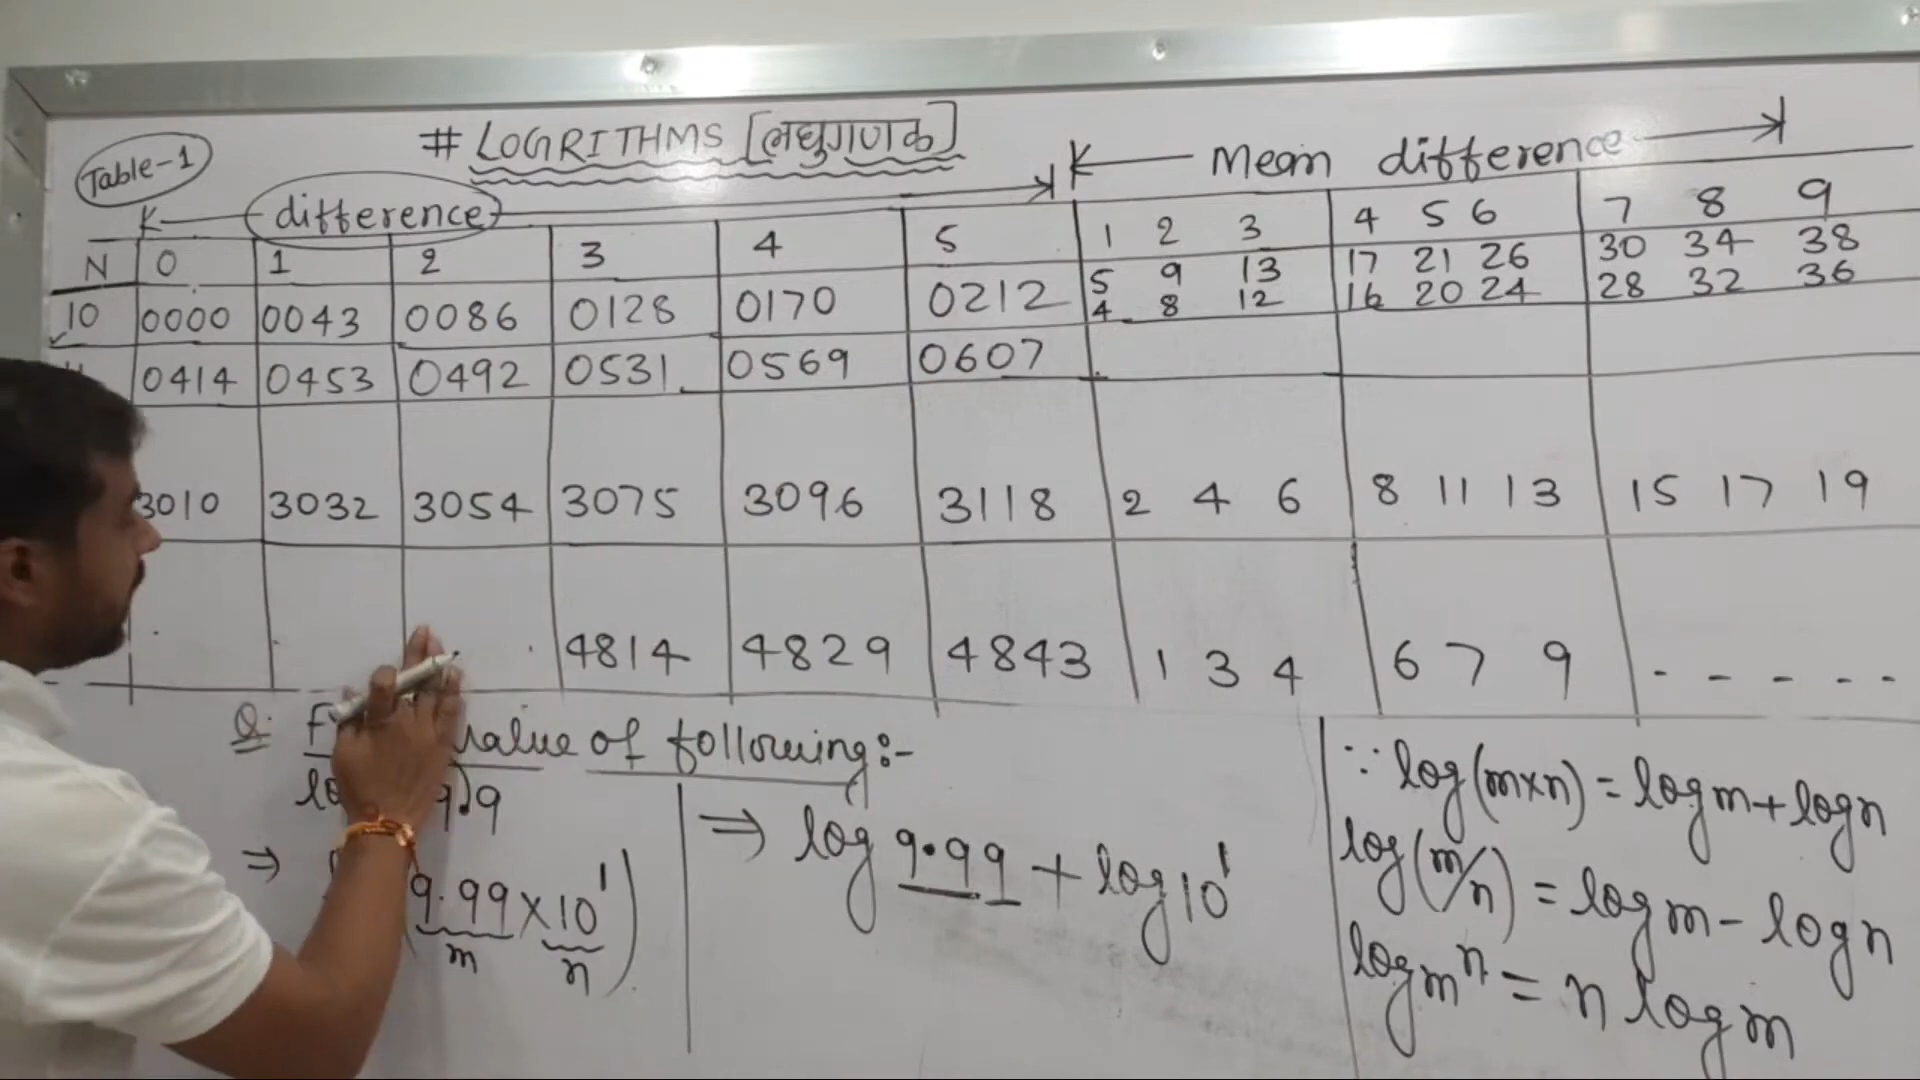 Table-1
# LOGRITHMS [लघुगणक]
difference
Mean difference
N 0 1 2 3 4 5 1 2 3 4 5 6 7 8 9
10 0000 0043 0086 0128 0170 0212 5 9 13 17 21 26 30 34 38
4 8 12 16 20 24 28 32 36
0414 0453 0492 0531 0569 0607
3010 3032 3054 3075 3096 3118 2 4 6 8 11 13 15 17 19
4814 4829 4843 1 3 4 6 7 9 - - - - -
Q. value of following:-
9.9
⇒ 9.99 × 10¹)
m n
⇒ log 9.99 + log 10¹
∵ log(m×n) = log m + log n
log(m/n) = log m - log n
log mⁿ = n log m